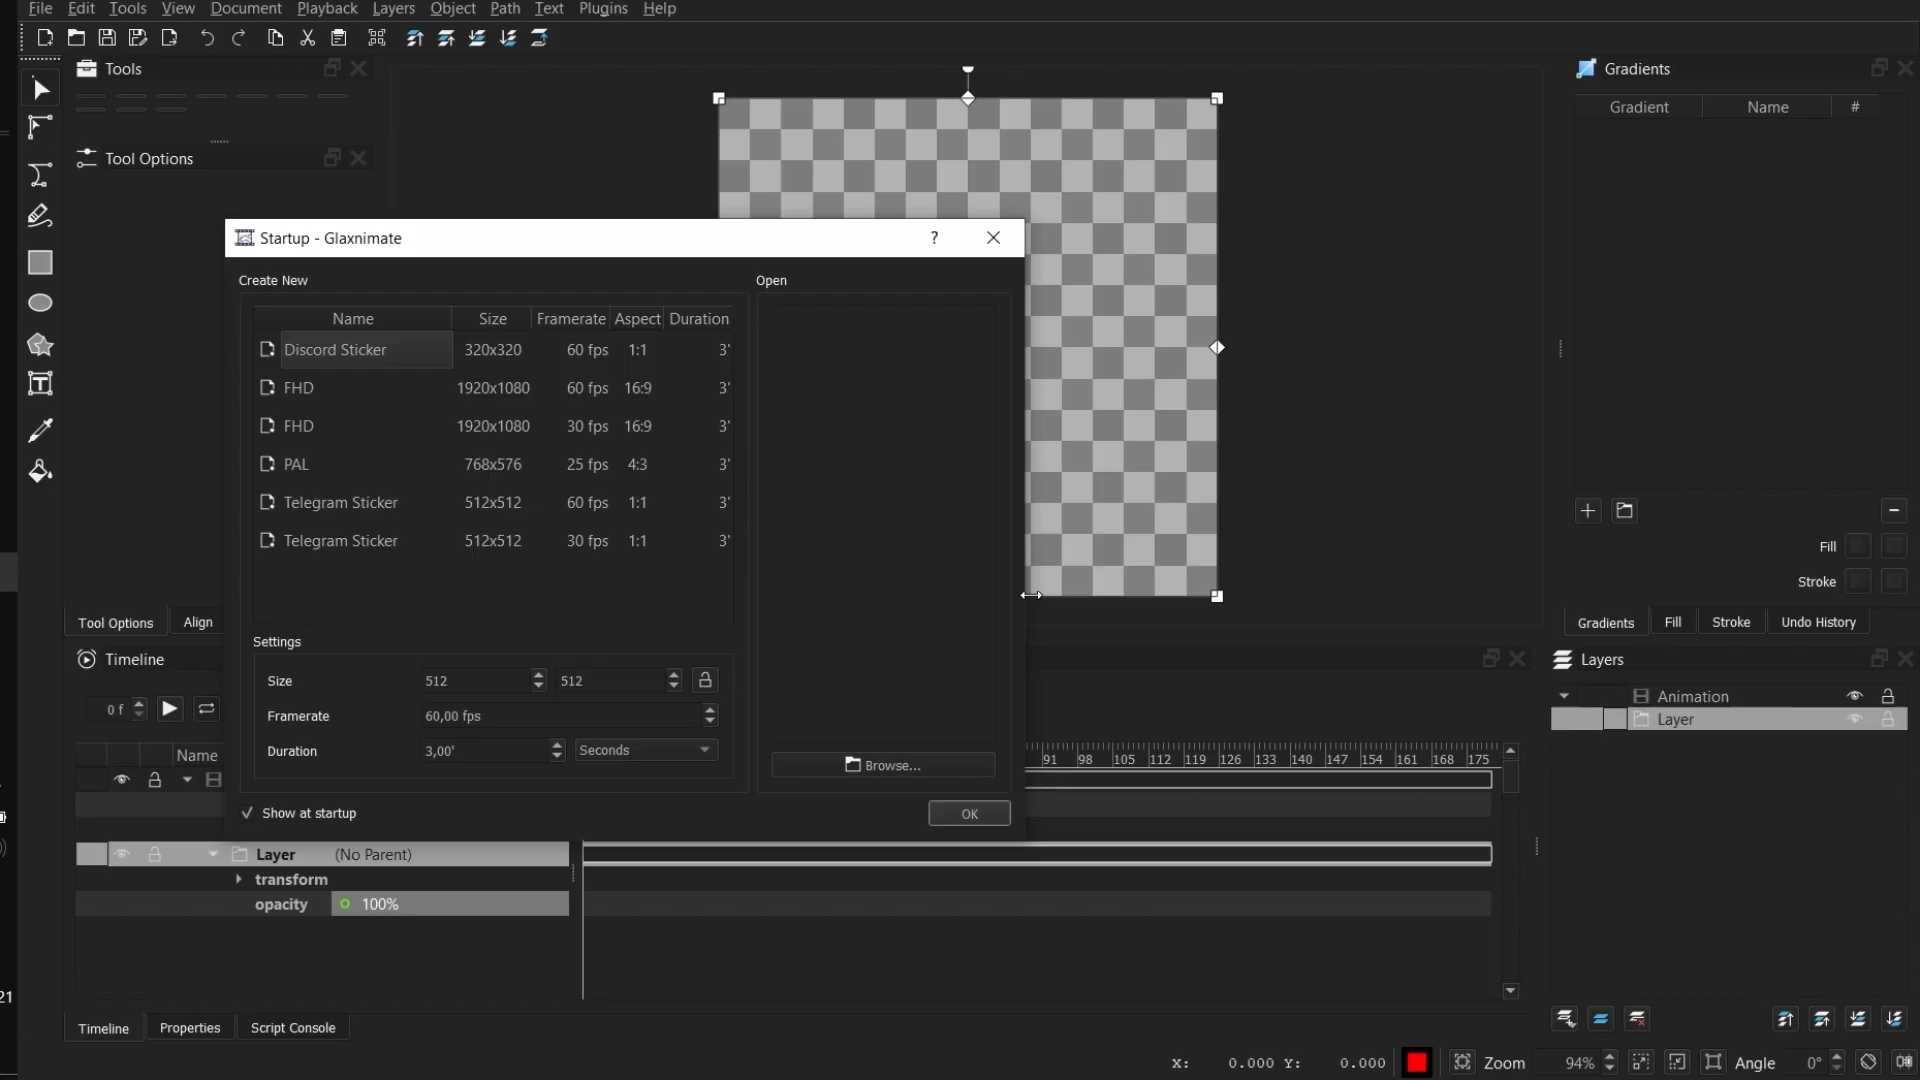 File Edit Tools View Document Playback Layers Object Path Text Plugins Help
Tools
Tool Options
Gradients
Gradient Name #
Startup - Glaxnimate ?
Create New
Open
Name Size Framerate Aspect Duration
Discord Sticker 320x320 60 fps 1:1 3'
FHD 1920x1080 60 fps 16:9 3'
FHD 1920x1080 30 fps 16:9 3'
PAL 768x576 25 fps 4:3 3'
Telegram Sticker 512x512 60 fps 1:1 3'
Telegram Sticker 512x512 30 fps 1:1 3'
Fill
Stroke
Tool Options Align
Gradients Fill Stroke Undo History
Settings
Size 512 512
Framerate 60,00 fps
Duration 3,00' Seconds
Browse...
Show at startup
OK
Timeline
0 f
Name
91 98 105 112 119 126 133 140 147 154 161 168 175
Layers
Animation
Layer
Layer (No Parent)
transform
opacity 100%
21
Timeline Properties Script Console
X: 0.000 Y: 0.000 Zoom 94% Angle 0°